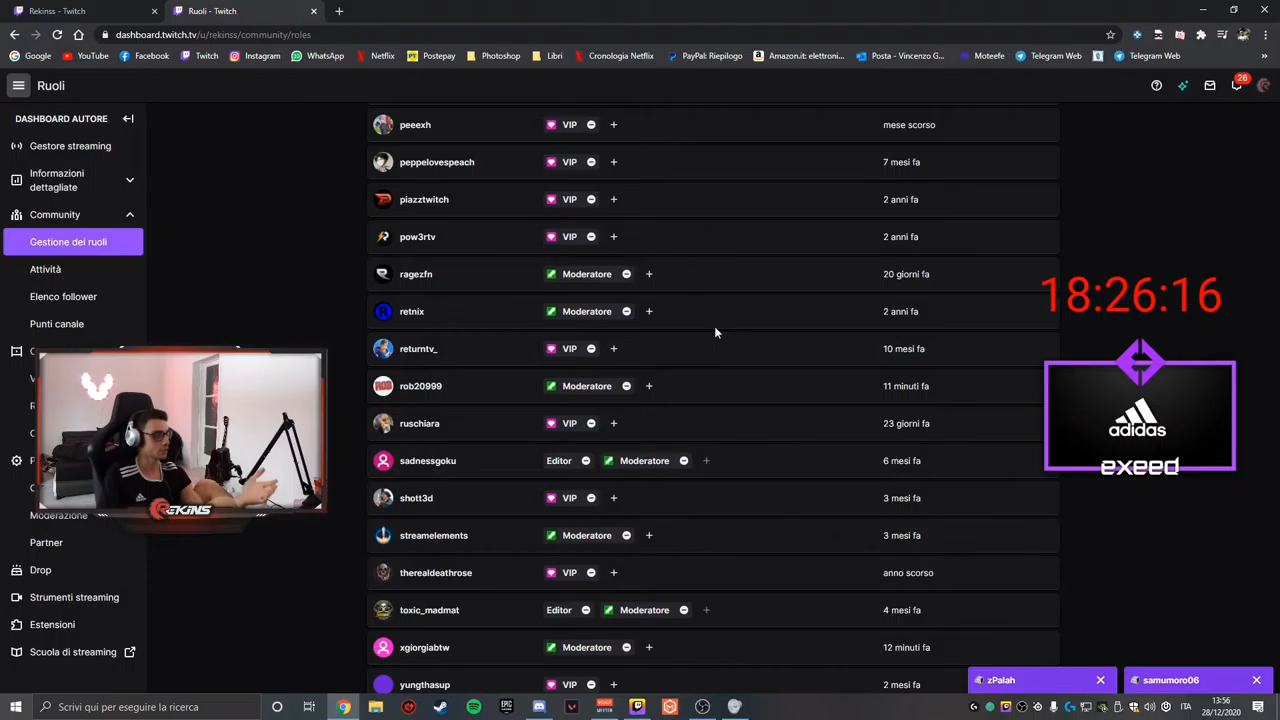 Rekinss - Twitch
Ruoli - Twitch
dashboard.twitch.tv/u/rekinss/community/roles
Google YouTube Facebook Twitch Instagram WhatsApp Netflix Postepay Photoshop Libri Cronologia Netflix PayPal Riepilogo Amazon.it: elettroni... Posta - Vincenzo G... Moteefe Telegram Web Telegram Web
Ruoli
26
DASHBOARD AUTORE
Gestore streaming
Informazioni
dettagliate
Community
Gestione dei ruoli
Attività
Elenco follower
Punti canale
Moderazione
Partner
Drop
Strumenti streaming
Estensioni
Scuola di streaming
peeexh VIP mese scorso
peppelovespeach VIP 7 mesi fa
piazztwitch VIP 2 anni fa
pow3rtv VIP 2 anni fa
ragezfn Moderatore 20 giorni fa
retnix Moderatore 2 anni fa
returntv_ VIP 10 mesi fa
rob20999 Moderatore 11 minuti fa
ruschiara VIP 23 giorni fa
sadnessgoku Editor Moderatore 6 mesi fa
shott3d VIP 3 mesi fa
streamelements Moderatore 3 mesi fa
therealdeathrose VIP anno scorso
toxic_madmat Editor Moderatore 4 mesi fa
xgiorgiabtw Moderatore 12 minuti fa
yungthasup VIP 2 mesi fa
18:26:16
adidas
exeed
REKINS
zPalah
samumoro06
Scrivi qui per eseguire la ricerca
ITA
13:56
28/12/2020